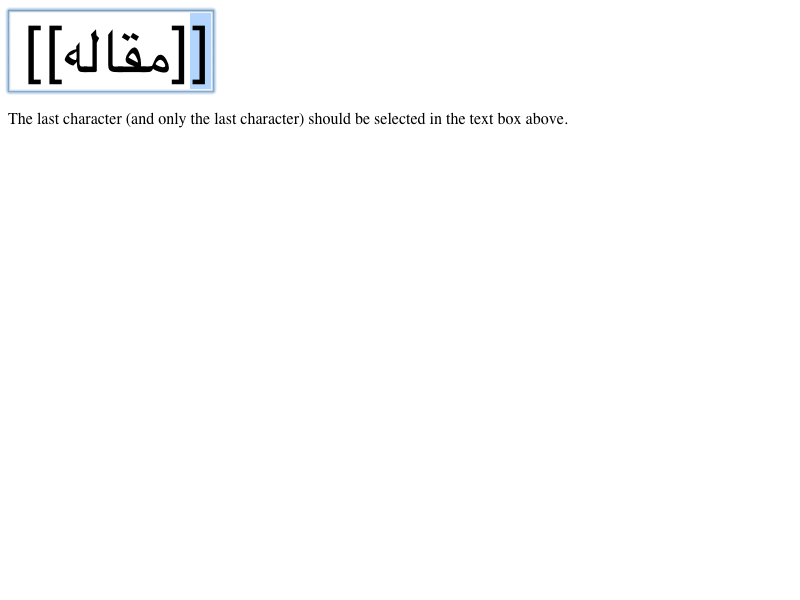 [[مقاله]]
The last character (and only the last character) should be selected in the text box above.